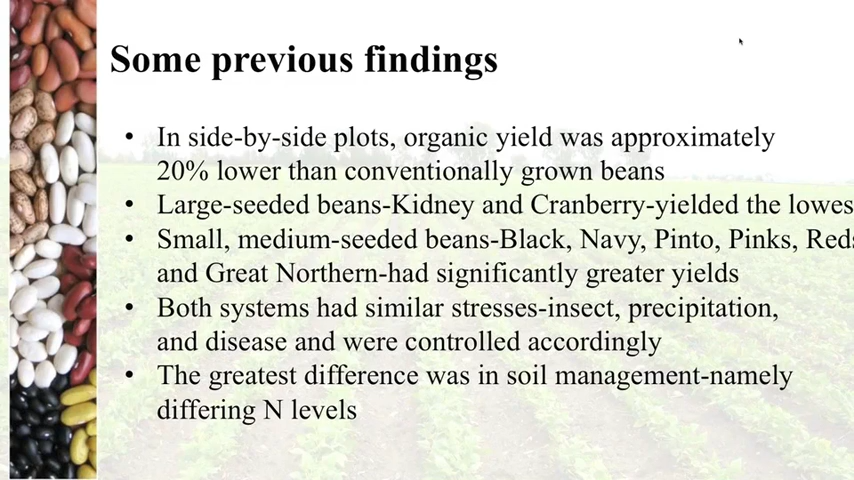 Some previous findings
• In side-by-side plots, organic yield was approximately
20% lower than conventionally grown beans
• Large-seeded beans-Kidney and Cranberry-yielded the lowes
• Small, medium-seeded beans-Black, Navy, Pinto, Pinks, Reds
and Great Northern-had significantly greater yields
• Both systems had similar stresses-insect, precipitation,
and disease and were controlled accordingly
• The greatest difference was in soil management-namely
differing N levels